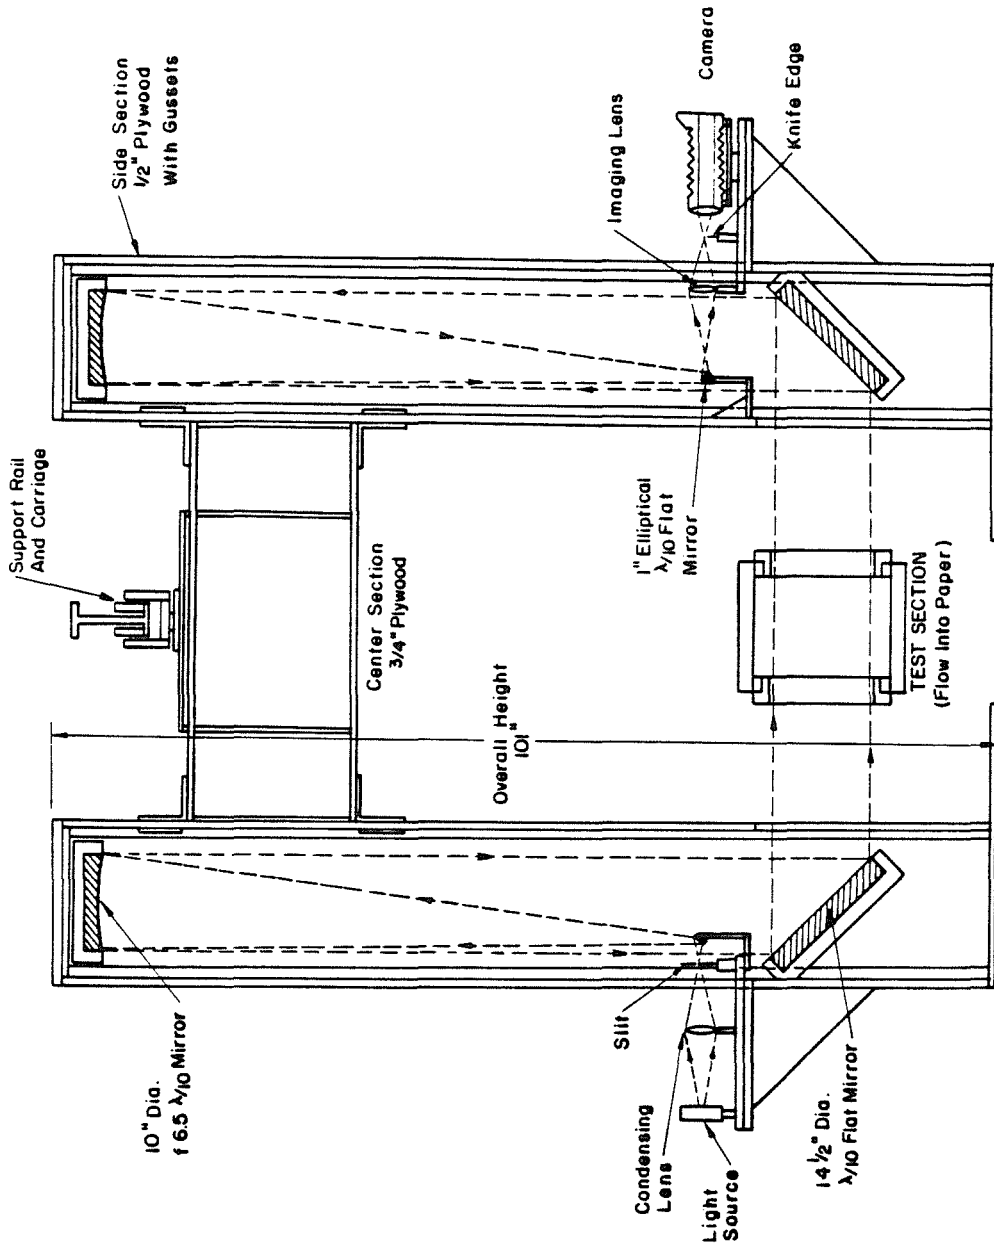 Side Section
1/2" Plywood
With Gussets
Camera
Knife Edge
Imaging Lens
Support Rail
And Carriage
1" Elliptical
λ/10 Flat
Mirror
Center Section
3/4" Plywood
TEST SECTION
(Flow Into Paper)
Overall Height
101"
10" Dia.
f 6.5 λ/10 Mirror
Slit
14 1/2" Dia.
λ/10 Flat Mirror
Condensing
Lens
Light
Source